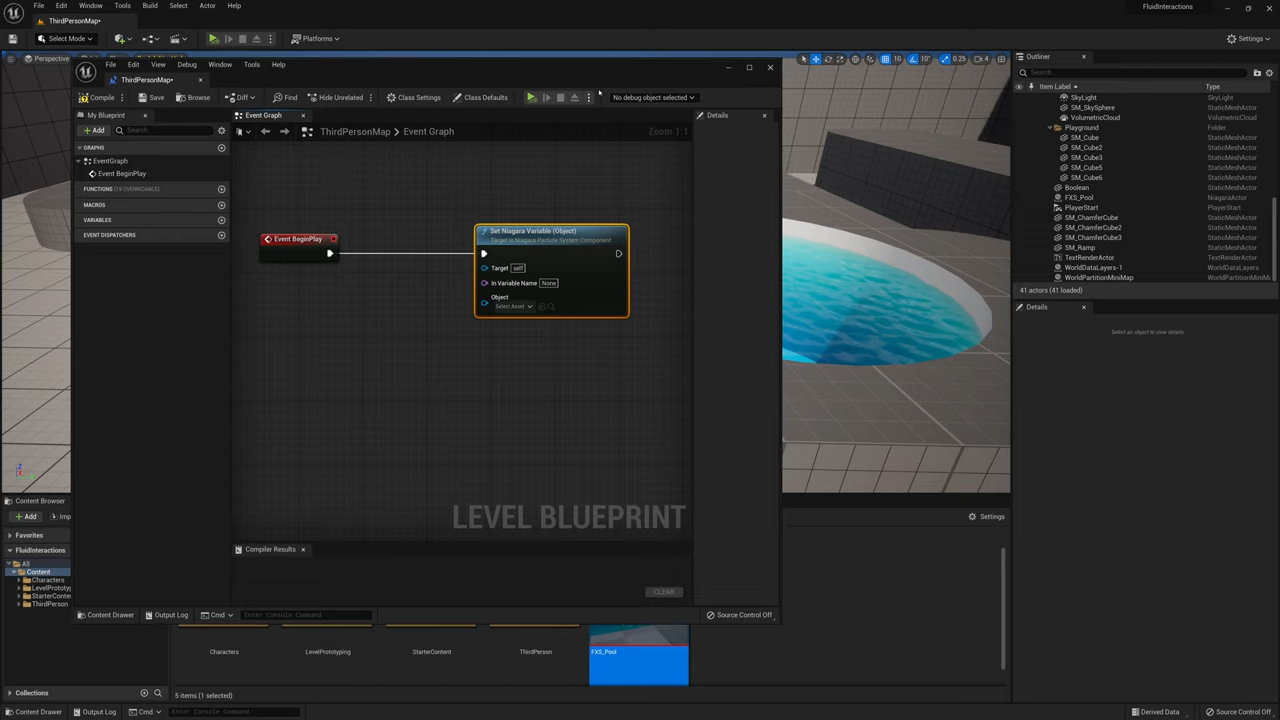 File Edit Window Tools Build Select Actor Help
FluidInteractions
ThirdPersonMap•
Select Mode
Platforms
Settings
Perspective
10 10° 0.25 4
File Edit View Debug Window Tools Help
ThirdPersonMap•
Compile Save Browse Diff Find Hide Unrelated Class Settings Class Defaults No debug object selected
My Blueprint
Event Graph
Details
Add Search
ThirdPersonMap > Event Graph
Zoom 1:1
GRAPHS
EventGraph
Event BeginPlay
FUNCTIONS (19 OVERRIDABLE)
MACROS
VARIABLES
EVENT DISPATCHERS
Event BeginPlay
Set Niagara Variable (Object)
Target is Niagara Particle System Component
Target self
In Variable Name None
Object
Select Asset
LEVEL BLUEPRINT
Compiler Results
CLEAR
Content Drawer Output Log Cmd Enter Console Command Source Control Off
Outliner
Search...
Item Label Type
SkyLight SkyLight
SM_SkySphere StaticMeshActor
VolumetricCloud VolumetricCloud
Playground Folder
SM_Cube StaticMeshActor
SM_Cube2 StaticMeshActor
SM_Cube3 StaticMeshActor
SM_Cube5 StaticMeshActor
SM_Cube6 StaticMeshActor
Boolean StaticMeshActor
FXS_Pool NiagaraActor
PlayerStart PlayerStart
SM_ChamferCube StaticMeshActor
SM_ChamferCube2 StaticMeshActor
SM_ChamferCube3 StaticMeshActor
SM_Ramp StaticMeshActor
TextRenderActor TextRenderActor
WorldDataLayers-1 WorldDataLayers
WorldPartitionMiniMap WorldPartitionMiniMa
41 actors (41 loaded)
Details
Select an object to view details
Content Browser
Add Imp
Settings
Favorites
FluidInteractions
All
Content
Characters
LevelPrototyp
StarterConten
ThirdPerson
Characters LevelPrototyping StarterContent ThirdPerson FXS_Pool
Collections
5 items (1 selected)
Content Drawer Output Log Cmd Enter Console Command Derived Data Source Control Off